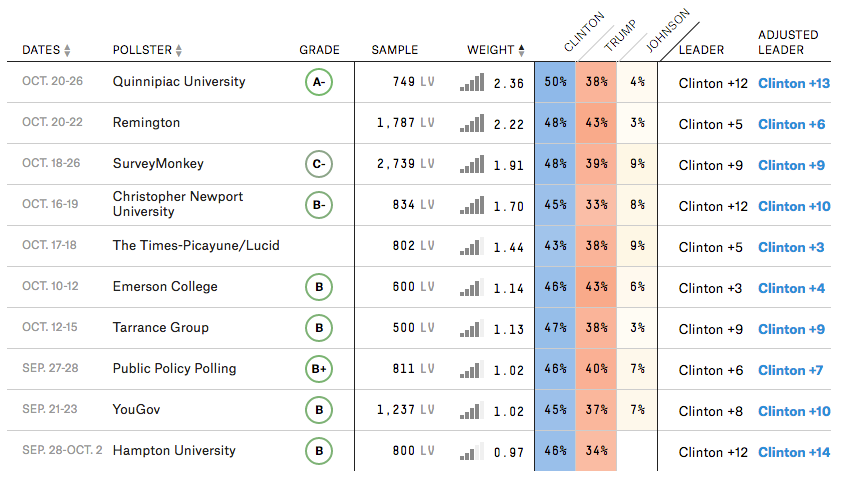 CLINTON TRUMP JOHNSON
DATES POLLSTER GRADE SAMPLE WEIGHT LEADER ADJUSTED LEADER
OCT. 20-26 Quinnipiac University A- 749 LV 2.36 50% 38% 4% Clinton +12 Clinton +13
OCT. 20-22 Remington 1,787 LV 2.22 48% 43% 3% Clinton +5 Clinton +6
OCT. 18-26 SurveyMonkey C- 2,739 LV 1.91 48% 39% 9% Clinton +9 Clinton +9
OCT. 16-19 Christopher Newport University B- 834 LV 1.70 45% 33% 8% Clinton +12 Clinton +10
OCT. 17-18 The Times-Picayune/Lucid 802 LV 1.44 43% 38% 9% Clinton +5 Clinton +3
OCT. 10-12 Emerson College B 600 LV 1.14 46% 43% 6% Clinton +3 Clinton +4
OCT. 12-15 Tarrance Group B 500 LV 1.13 47% 38% 3% Clinton +9 Clinton +9
SEP. 27-28 Public Policy Polling B+ 811 LV 1.02 46% 40% 7% Clinton +6 Clinton +7
SEP. 21-23 YouGov B 1,237 LV 1.02 45% 37% 7% Clinton +8 Clinton +10
SEP. 28-OCT. 2 Hampton University B 800 LV 0.97 46% 34% Clinton +12 Clinton +14